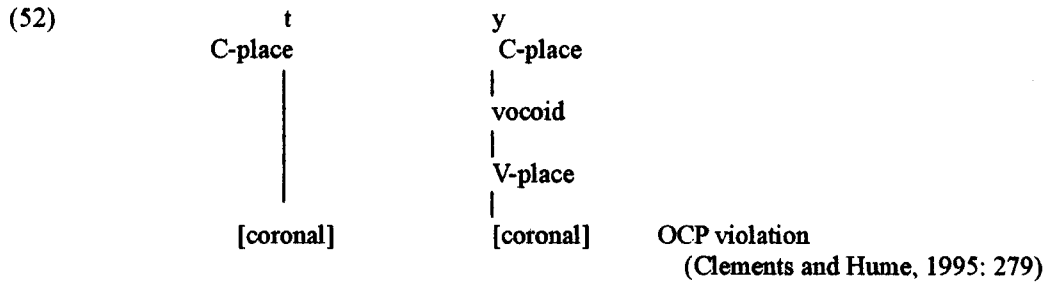 (52) t y
C-place C-place
vocoid
V-place
[coronal] [coronal] OCP violation
(Clements and Hume, 1995: 279)